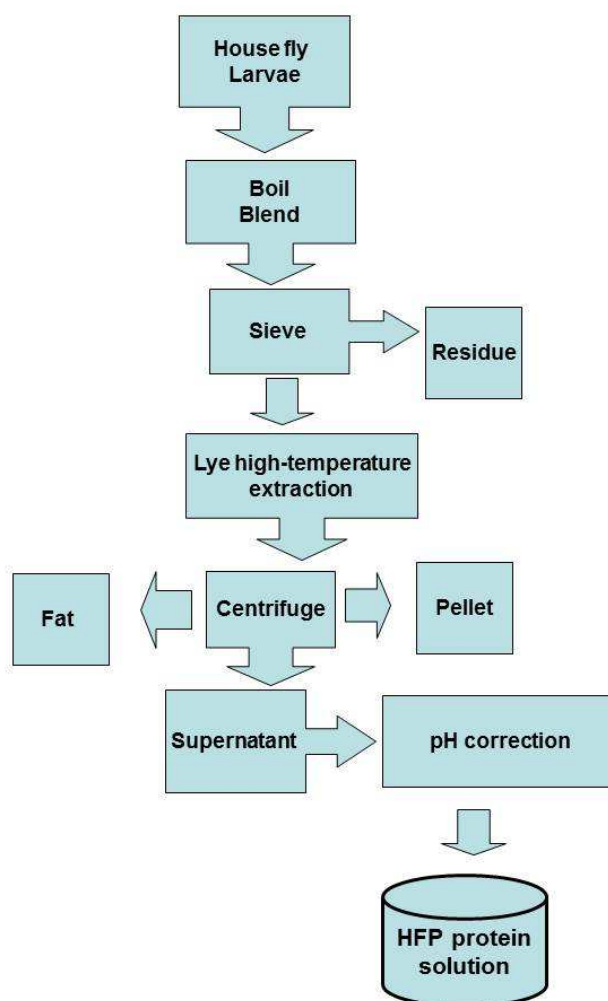 House fly
Larvae
Boil
Blend
Sieve
Residue
Lye high-temperature
extraction
Fat
Centrifuge
Pellet
Supernatant
pH correction
HFP protein
solution